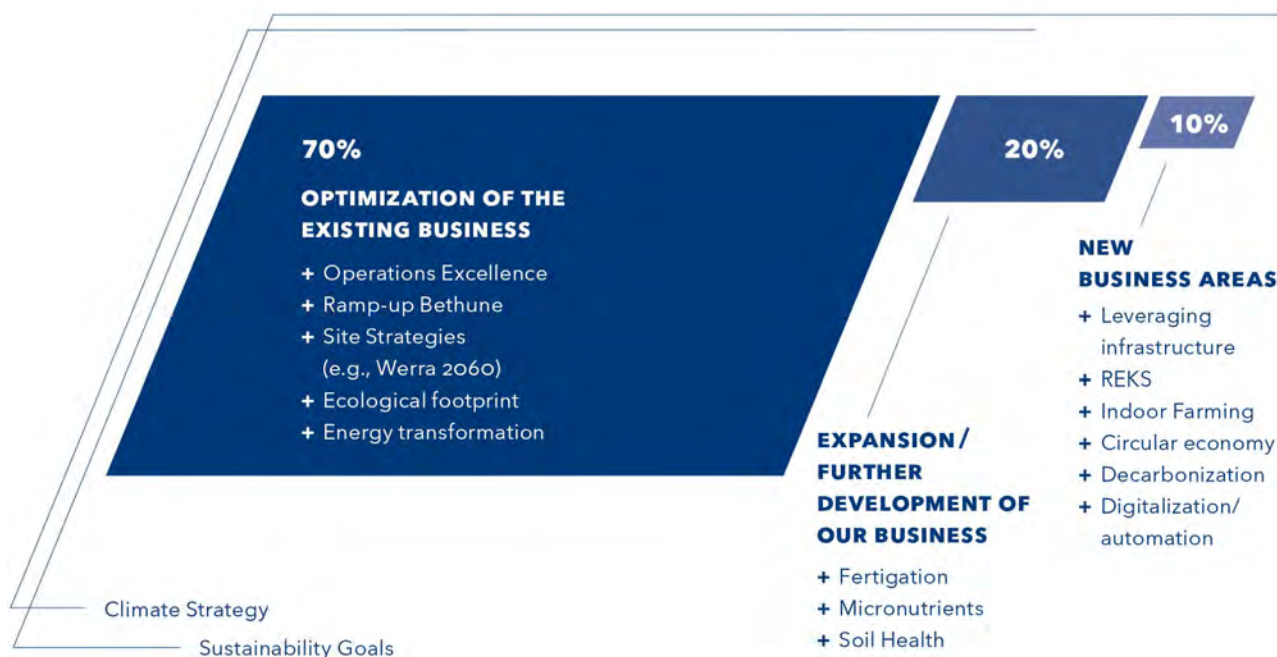 70%
OPTIMIZATION OF THE
EXISTING BUSINESS
+ Operations Excellence
+ Ramp-up Bethune
+ Site Strategies
(e.g., Werra 2060)
+ Ecological footprint
+ Energy transformation
20%
EXPANSION/
FURTHER
DEVELOPMENT OF
OUR BUSINESS
+ Fertigation
+ Micronutrients
+ Soil Health
10%
NEW
BUSINESS AREAS
+ Leveraging
infrastructure
+ REKS
+ Indoor Farming
+ Circular economy
+ Decarbonization
+ Digitalization/
automation
Climate Strategy
Sustainability Goals